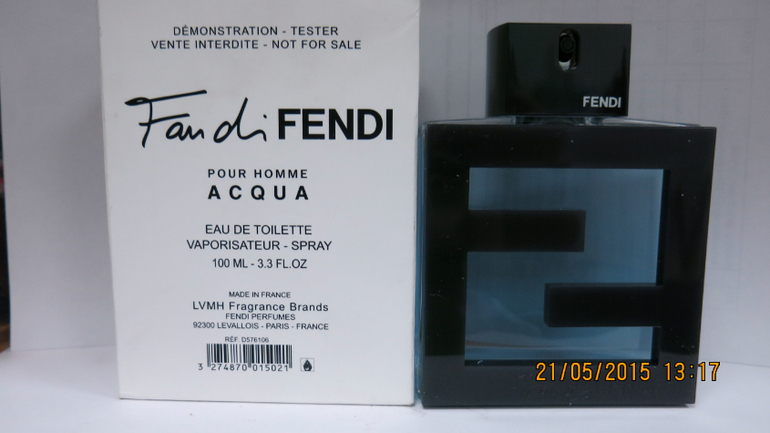 DÉMONSTRATION - TESTER
VENTE INTERDITE - NOT FOR SALE
Fan di FENDI
POUR HOMME
ACQUA
EAU DE TOILETTE
VAPORISATEUR - SPRAY
100 ML - 3.3 FL.OZ
MADE IN FRANCE
LVMH Fragrance Brands
FENDI PERFUMES
92300 LEVALLOIS - PARIS - FRANCE
RÉF. D576106
3 274870 015021
FENDI
21/05/2015 13:17